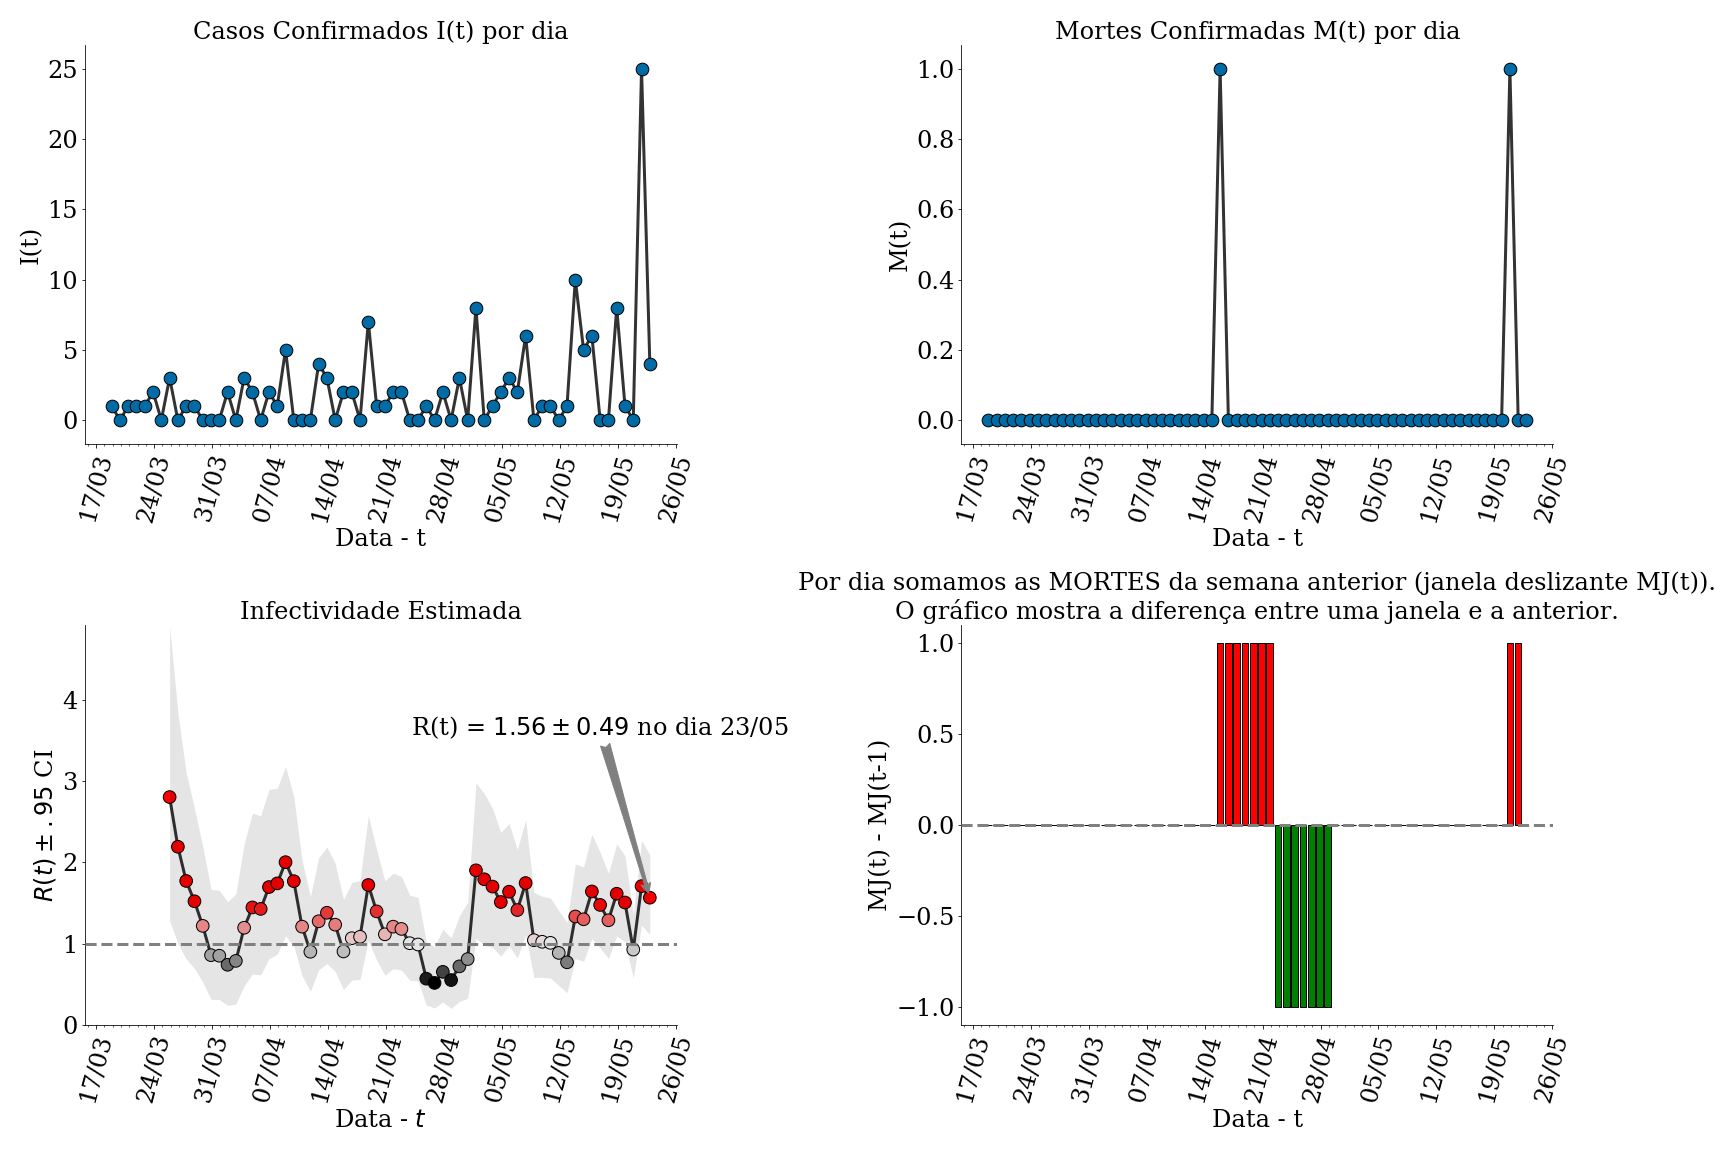 Casos Confirmados I(t) por dia
I(t)
25
20
15
10
5
0
17/03 24/03 31/03 07/04 14/04 21/04 28/04 05/05 12/05 19/05 26/05
Data - t
Mortes Confirmadas M(t) por dia
M(t)
1.0
0.8
0.6
0.4
0.2
0.0
17/03 24/03 31/03 07/04 14/04 21/04 28/04 05/05 12/05 19/05 26/05
Data - t
Infectividade Estimada
R(t) ± .95 CI
4
3
2
1
0
R(t) = 1.56 ± 0.49 no dia 23/05
17/03 24/03 31/03 07/04 14/04 21/04 28/04 05/05 12/05 19/05 26/05
Data - t
Por dia somamos as MORTES da semana anterior (janela deslizante MJ(t)).
O gráfico mostra a diferença entre uma janela e a anterior.
MJ(t) - MJ(t-1)
1.0
0.5
0.0
−0.5
−1.0
17/03 24/03 31/03 07/04 14/04 21/04 28/04 05/05 12/05 19/05 26/05
Data - t